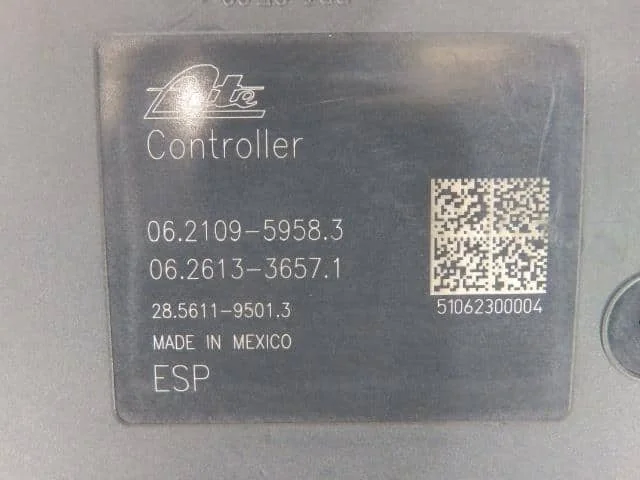 Ate
Controller
06.2109-5958.3
06.2613-3657.1
28.5611-9501.3
51062300004
MADE IN MEXICO
ESP